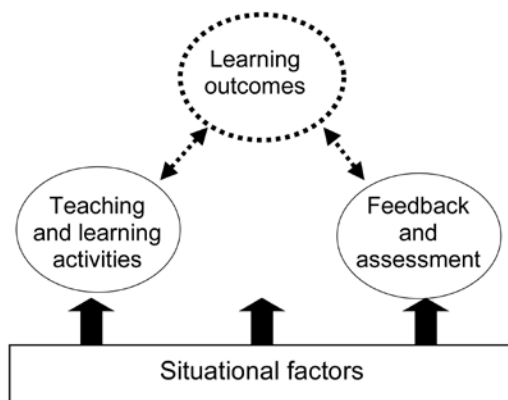 Learning
outcomes
Teaching
and learning
activities
Feedback
and
assessment
Situational factors